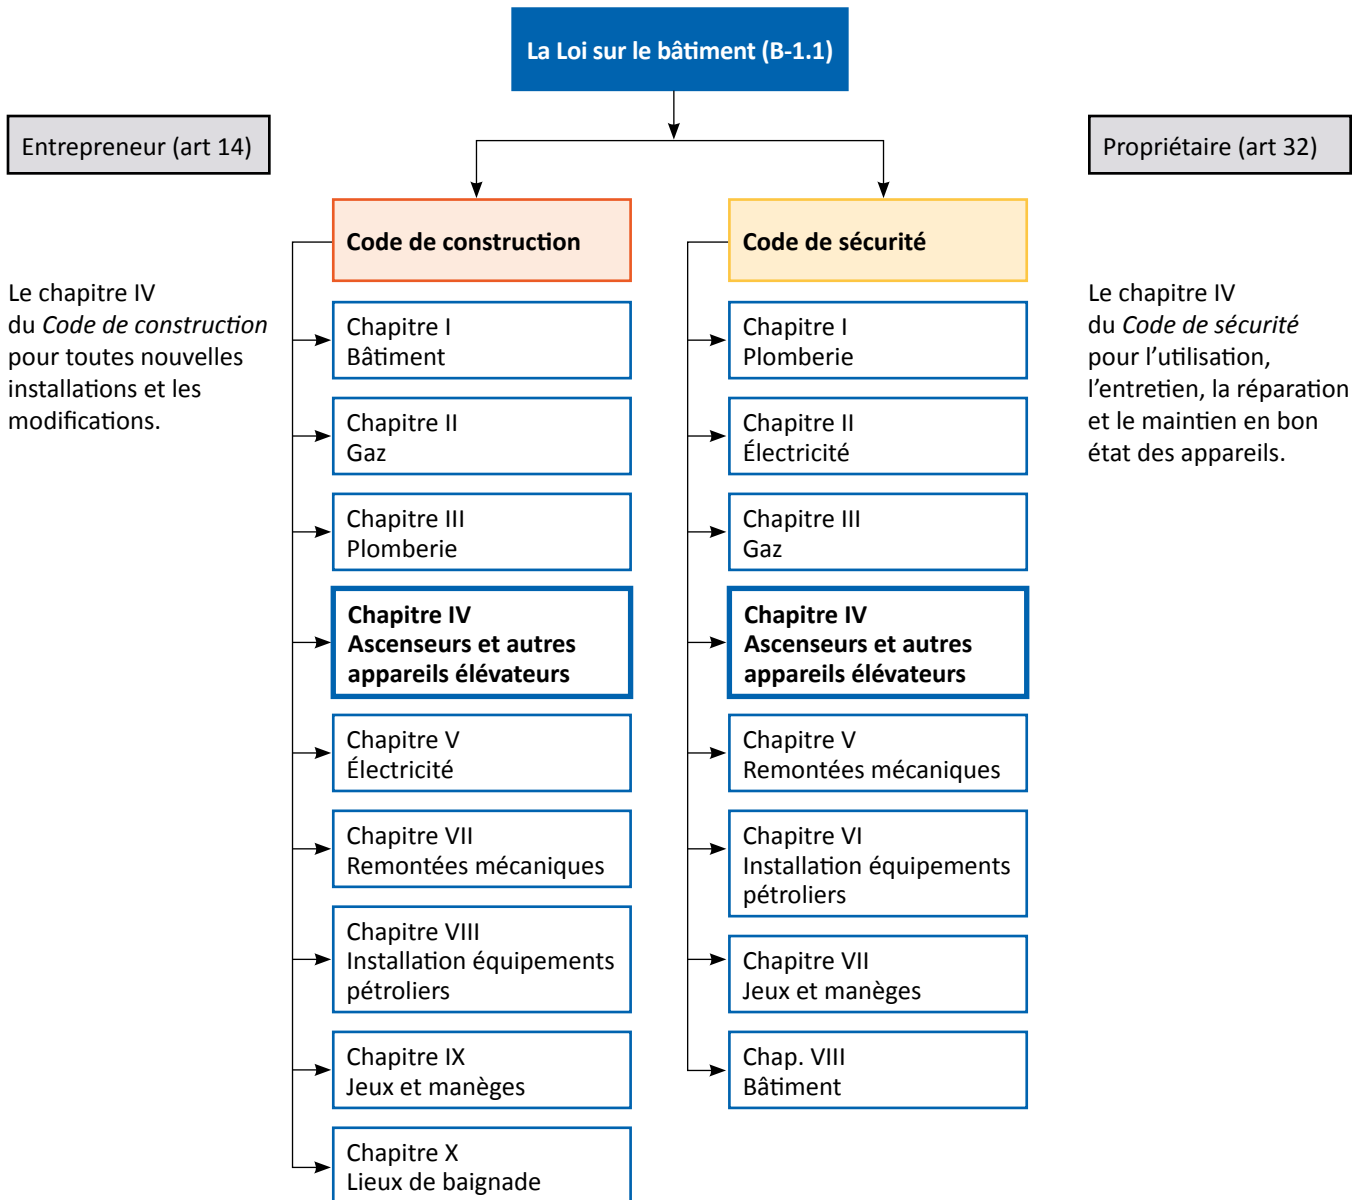 La Loi sur le bâtiment (B-1.1)
Entrepreneur (art 14)
Propriétaire (art 32)
Le chapitre IV
du Code de construction
pour toutes nouvelles
installations et les
modifications.
Code de construction
Chapitre I
Bâtiment
Chapitre II
Gaz
Chapitre III
Plomberie
Chapitre IV
Ascenseurs et autres
appareils élévateurs
Chapitre V
Électricité
Chapitre VII
Remontées mécaniques
Chapitre VIII
Installation équipements
pétroliers
Chapitre IX
Jeux et manèges
Chapitre X
Lieux de baignade
Code de sécurité
Chapitre I
Plomberie
Chapitre II
Électricité
Chapitre III
Gaz
Chapitre IV
Ascenseurs et autres
appareils élévateurs
Chapitre V
Remontées mécaniques
Chapitre VI
Installation équipements
pétroliers
Chapitre VII
Jeux et manèges
Chap. VIII
Bâtiment
Le chapitre IV
du Code de sécurité
pour l’utilisation,
l’entretien, la réparation
et le maintien en bon
état des appareils.